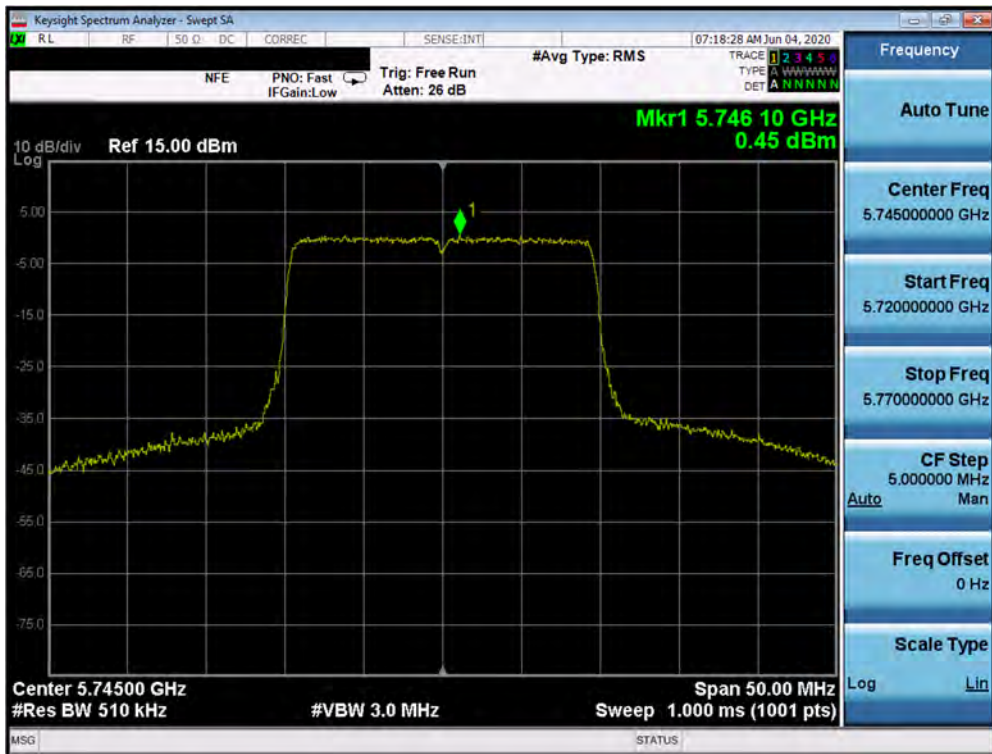 Keysight Spectrum Analyzer - Swept SA
LXI RL RF 50 Ω DC CORREC SENSE:INT 07:18:28 AM Jun 04, 2020
NFE PNO: Fast Trig: Free Run #Avg Type: RMS TRACE 1 2 3 4 5 6
IFGain:Low Atten: 26 dB TYPE A WWWWW
DET A N N N N N
Mkr1 5.746 10 GHz
0.45 dBm
10 dB/div Ref 15.00 dBm
Log
5.00
-5.00
-15.0
-25.0
-35.0
-45.0
-55.0
-65.0
-75.0
1
Center 5.74500 GHz Span 50.00 MHz
#Res BW 510 kHz #VBW 3.0 MHz Sweep 1.000 ms (1001 pts)
MSG STATUS
Frequency
Auto Tune
Center Freq
5.745000000 GHz
Start Freq
5.720000000 GHz
Stop Freq
5.770000000 GHz
CF Step
5.000000 MHz
Auto Man
Freq Offset
0 Hz
Scale Type
Log Lin